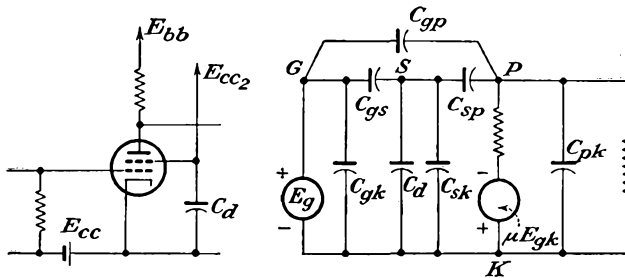 E_bb
E_cc2
C_d
E_cc
C_gp
G
S
P
C_gs
C_sp
+
E_g
-
C_gk
C_d
C_sk
-
+
μE_gk
C_pk
K